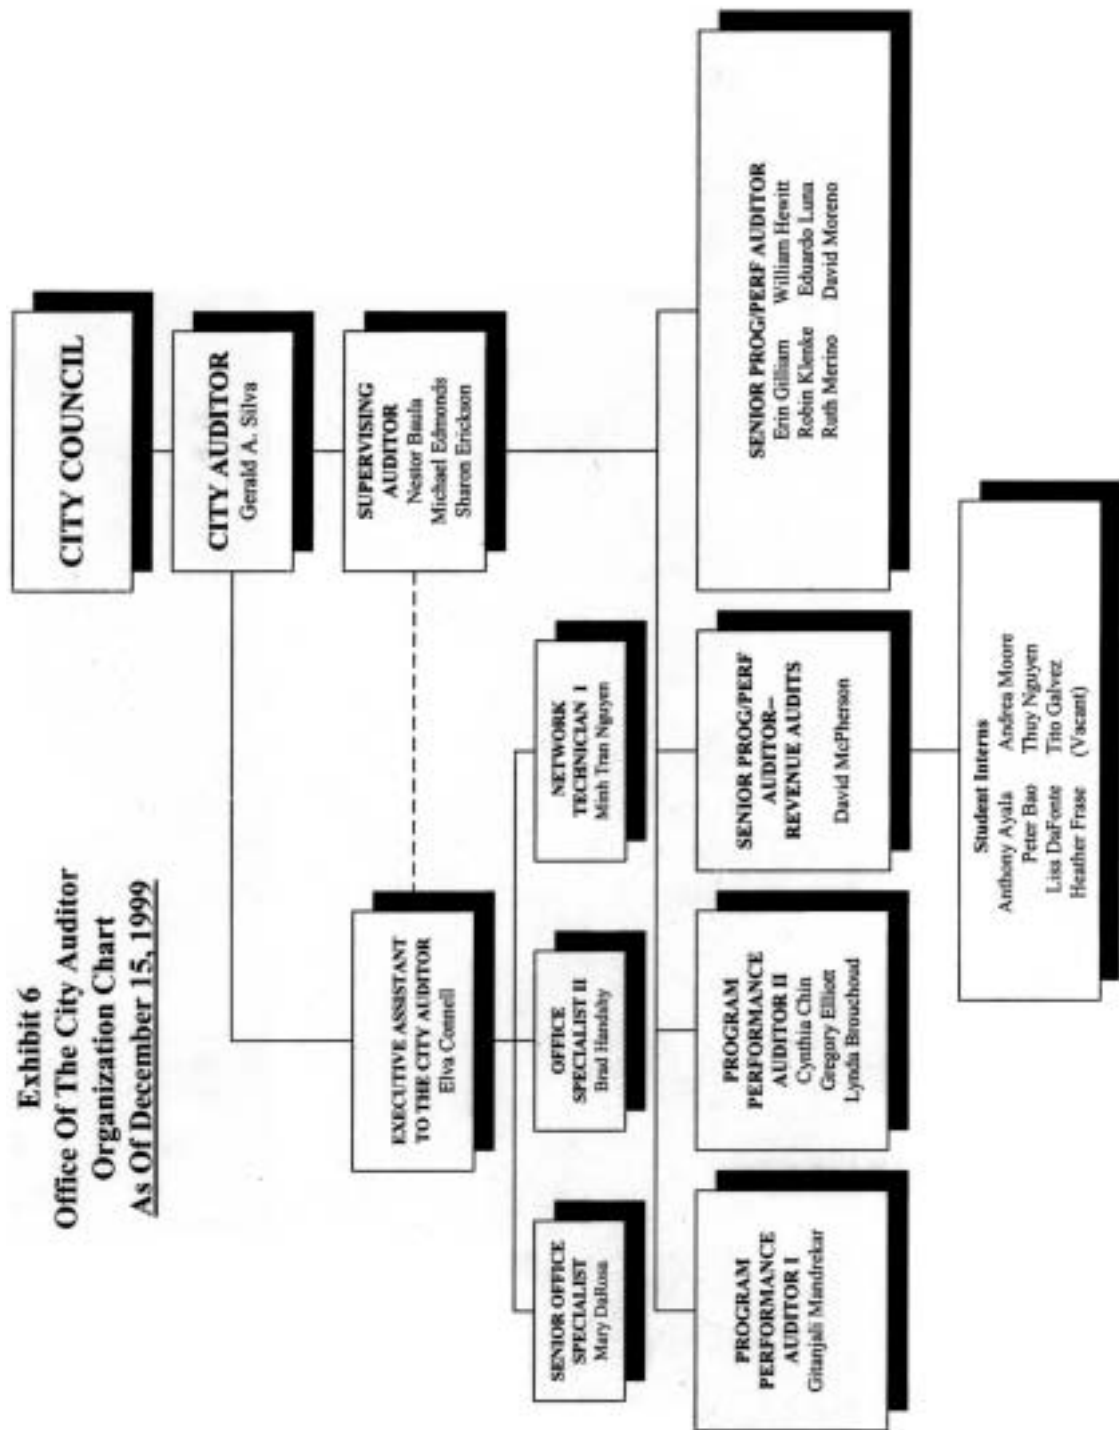 Exhibit 6
Office Of The City Auditor
Organization Chart
As Of December 15, 1999
CITY COUNCIL
CITY AUDITOR
Gerald A. Silva
SUPERVISING
AUDITOR
Nestor Baula
Michael Edmonds
Sharon Erickson
EXECUTIVE ASSISTANT
TO THE CITY AUDITOR
Elva Connell
SENIOR OFFICE
SPECIALIST
Mary DaRosa
OFFICE
SPECIALIST II
Brad Handahy
NETWORK
TECHNICIAN I
Minh Tran Nguyen
PROGRAM
PERFORMANCE
AUDITOR I
Gitanjali Mandrekar
PROGRAM
PERFORMANCE
AUDITOR II
Cynthia Chin
Gregory Elliott
Lynda Brouchoud
SENIOR PROG/PERF
AUDITOR—
REVENUE AUDITS
David McPherson
SENIOR PROG/PERF AUDITOR
Erin Gilliam William Hewitt
Robin Klenke Eduardo Luna
Ruth Merino David Moreno
Student Interns
Anthony Ayala Andrea Moore
Peter Bao Thuy Nguyen
Lisa DaFonte Tito Galvez
Heather Frase (Vacant)